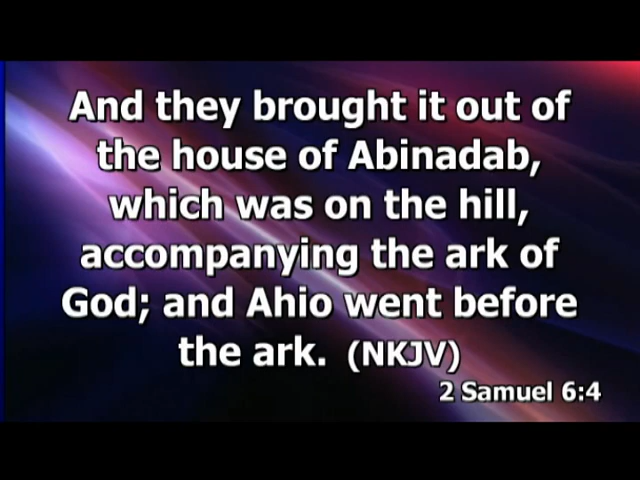 And they brought it out of
the house of Abinadab,
which was on the hill,
accompanying the ark of
God; and Ahio went before
the ark. (NKJV)
2 Samuel 6:4